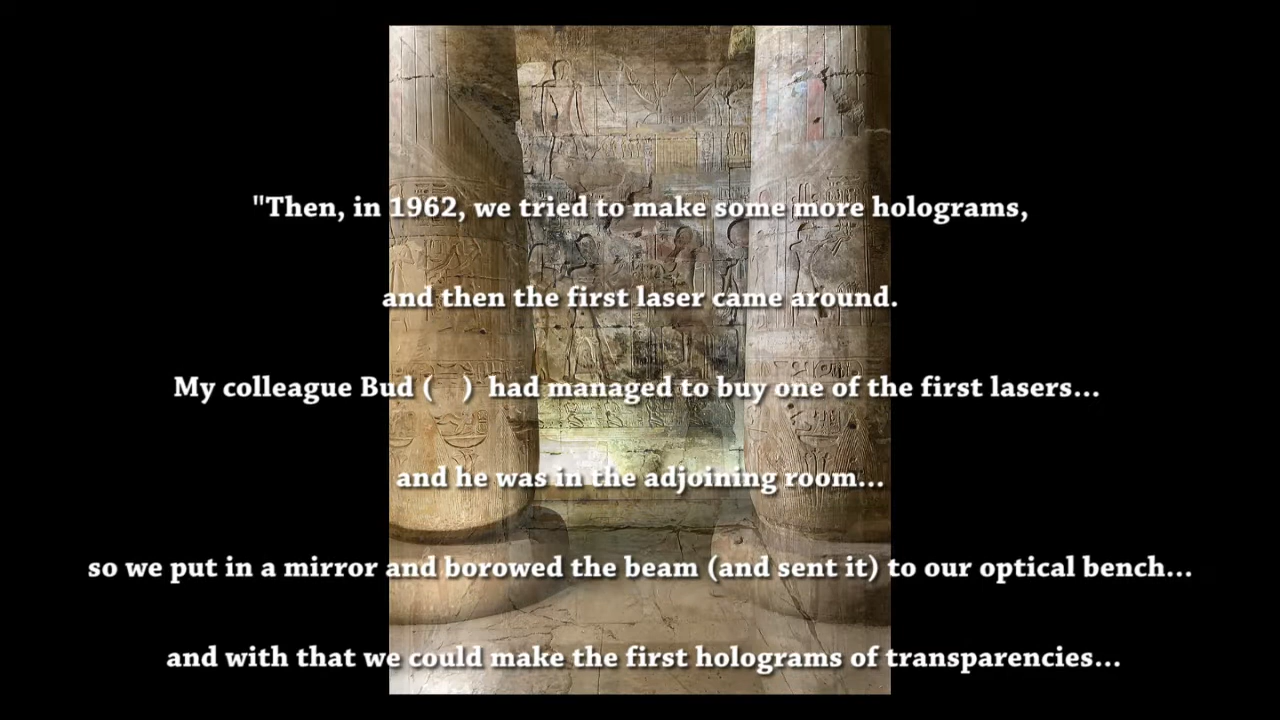 "Then, in 1962, we tried to make some more holograms,
and then the first laser came around.
My colleague Bud (    )  had managed to buy one of the first lasers...
and he was in the adjoining room...
so we put in a mirror and borowed the beam (and sent it) to our optical bench...
and with that we could make the first holograms of transparencies...